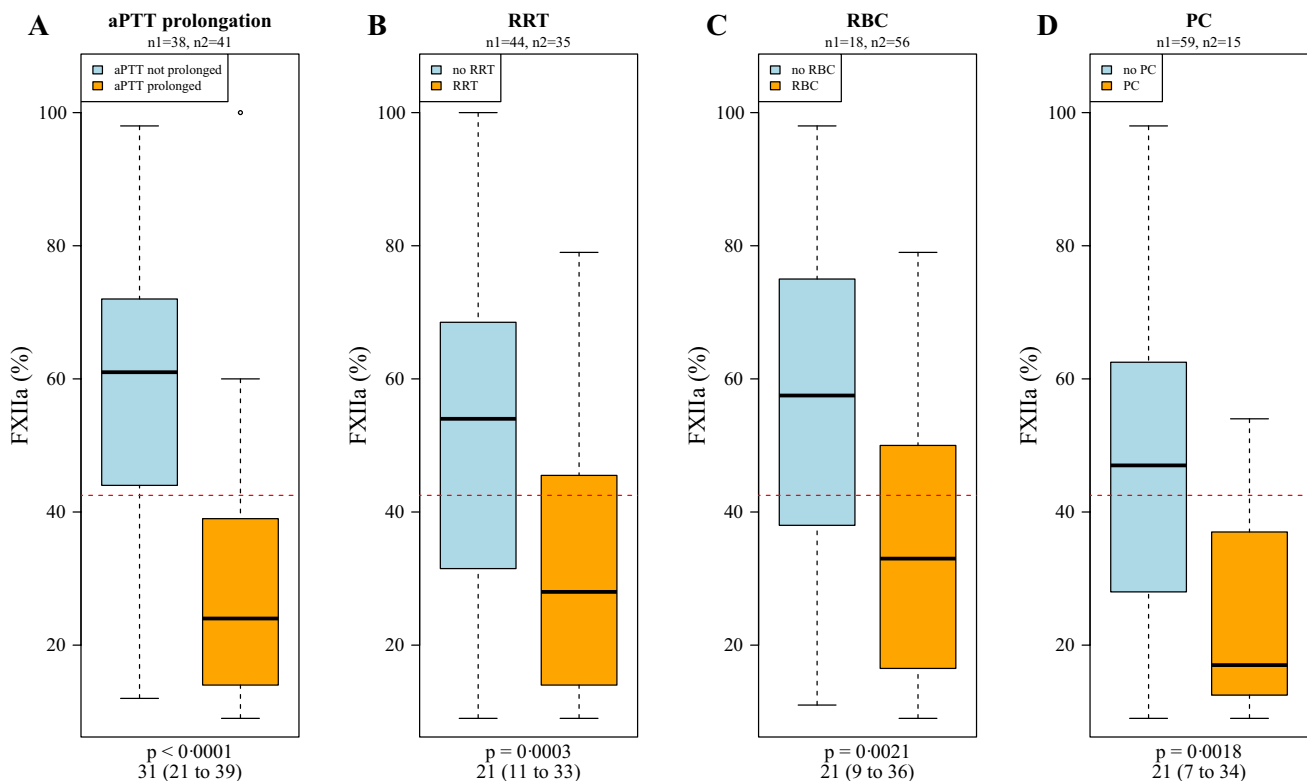 A
aPTT prolongation
n1=38, n2=41
aPTT not prolonged
aPTT prolonged
100
80
60
40
20
FXIIa (%)
p < 0·0001
31 (21 to 39)
B
RRT
n1=44, n2=35
no RRT
RRT
100
80
60
40
20
FXIIa (%)
p = 0·0003
21 (11 to 33)
C
RBC
n1=18, n2=56
no RBC
RBC
100
80
60
40
20
FXIIa (%)
p = 0·0021
21 (9 to 36)
D
PC
n1=59, n2=15
no PC
PC
100
80
60
40
20
FXIIa (%)
p = 0·0018
21 (7 to 34)